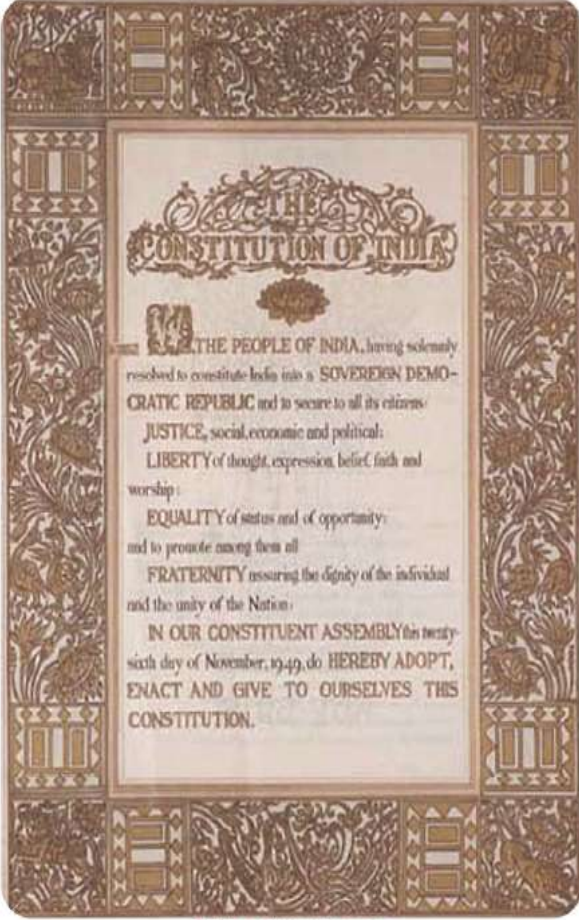 THE
CONSTITUTION OF INDIA
WE, THE PEOPLE OF INDIA, having solemnly
resolved to constitute India into a SOVEREIGN DEMO-
CRATIC REPUBLIC and to secure to all its citizens:
JUSTICE, social, economic and political;
LIBERTY of thought, expression, belief, faith and
worship;
EQUALITY of status and of opportunity;
and to promote among them all
FRATERNITY assuring the dignity of the individual
and the unity of the Nation;
IN OUR CONSTITUENT ASSEMBLY this twenty-
sixth day of November, 1949, do HEREBY ADOPT,
ENACT AND GIVE TO OURSELVES THIS
CONSTITUTION.